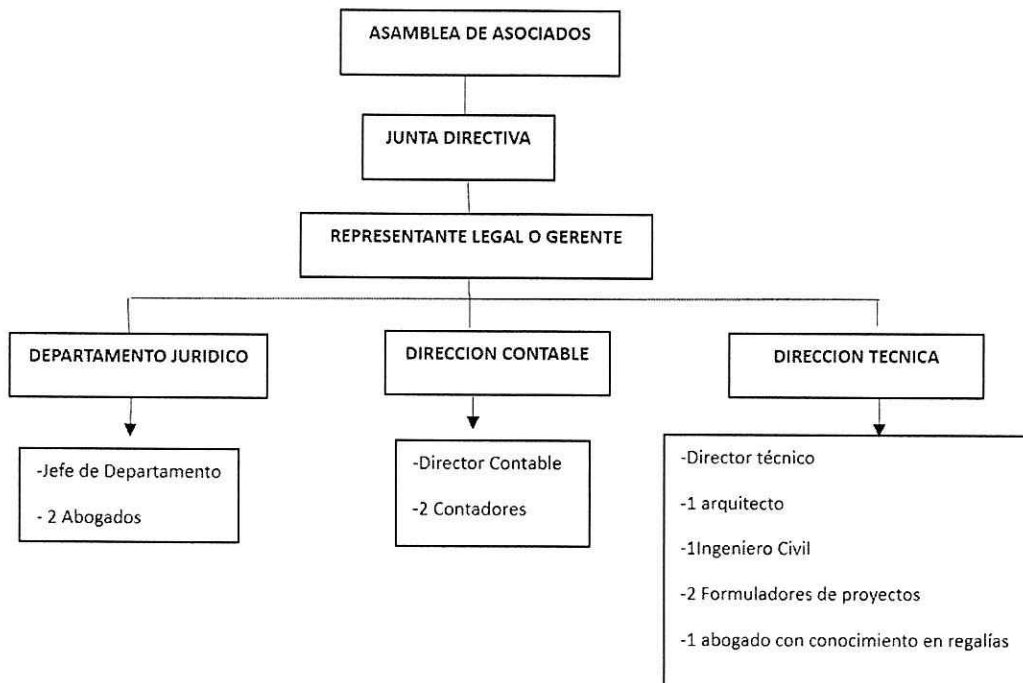 ASAMBLEA DE ASOCIADOS
JUNTA DIRECTIVA
REPRESENTANTE LEGAL O GERENTE
DEPARTAMENTO JURIDICO
DIRECCION CONTABLE
DIRECCION TECNICA
-Jefe de Departamento
- 2 Abogados
-Director Contable
-2 Contadores
-Director técnico
-1 arquitecto
-1Ingeniero Civil
-2 Formuladores de proyectos
-1 abogado con conocimiento en regalías